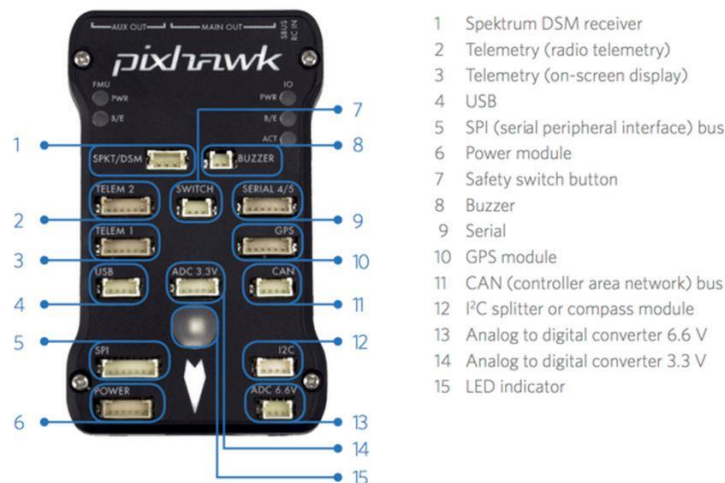 AUX OUT MAIN OUT SBUS
RC IN
pixhawk
FMU IO
PWR PWR
B/E B/E
ACT
SPKT/DSM BUZZER
TELEM 2 SWITCH SERIAL 4/5
TELEM 1 GPS
USB ADC 3.3V CAN
SPI I2C
POWER ADC 6.6V
1
2
3
4
5
6
7
8
9
10
11
12
13
14
15
1 Spektrum DSM receiver
2 Telemetry (radio telemetry)
3 Telemetry (on-screen display)
4 USB
5 SPI (serial peripheral interface) bus
6 Power module
7 Safety switch button
8 Buzzer
9 Serial
10 GPS module
11 CAN (controller area network) bus
12 I²C splitter or compass module
13 Analog to digital converter 6.6 V
14 Analog to digital converter 3.3 V
15 LED indicator